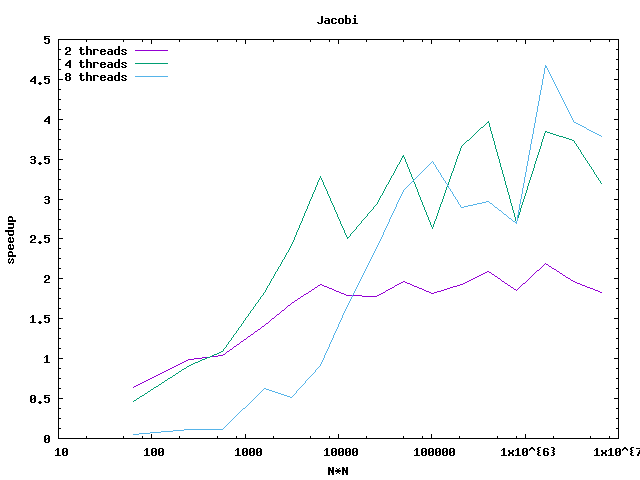 Jacobi
2 threads
4 threads
8 threads
speedup
5
4.5
4
3.5
3
2.5
2
1.5
1
0.5
0
10 100 1000 10000 100000 1x10^{6} 1x10^{7
N*N